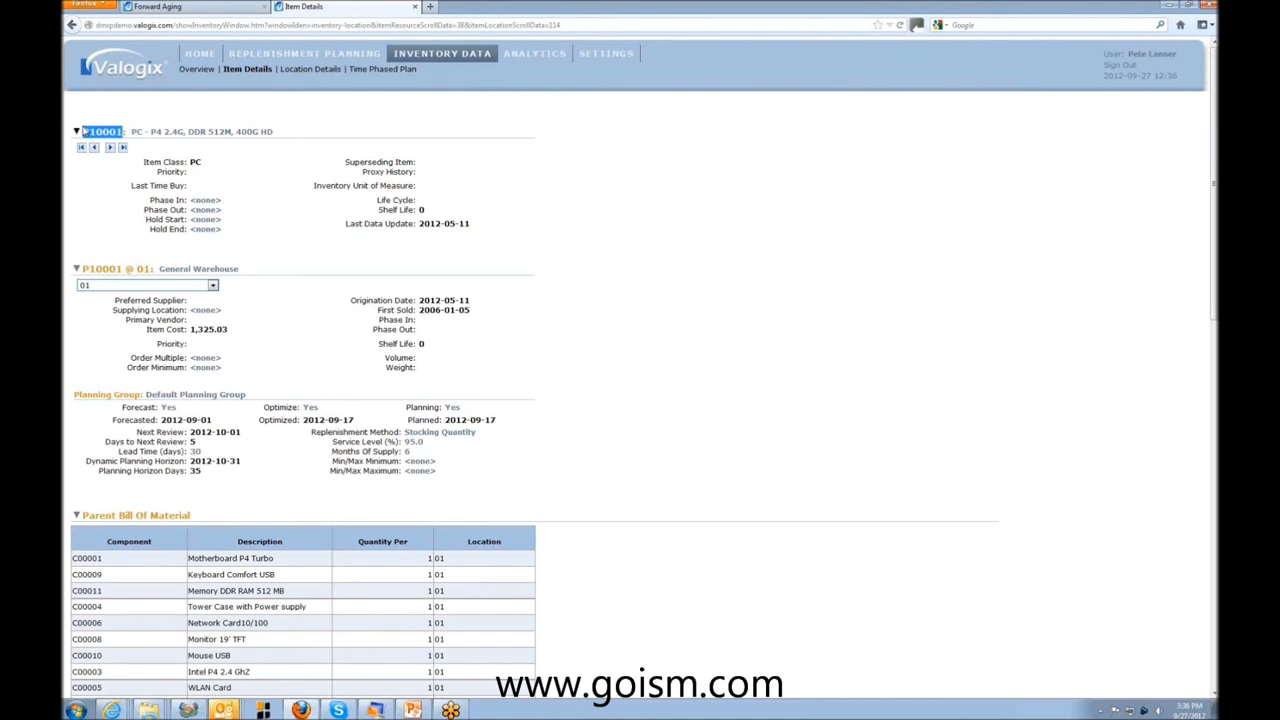 Firefox
Forward Aging
Item Details
dmrpdemo.valogix.com/showInventoryWindow.htm?windowIden=inventory-location&itemResourceScrollData=38&itemLocationScrollData=114
Google
Valogix
HOME REPLENISHMENT PLANNING INVENTORY DATA ANALYTICS SETTINGS
Overview Item Details Location Details Time Phased Plan
User: Pete Lanner
Sign Out
2012-09-27 12:36
P10001: PC - P4 2.4G, DDR 512M, 400G HD
Item Class: PC Superseding Item:
Priority: Proxy History:
Last Time Buy: Inventory Unit of Measure:
Phase In: <none> Life Cycle:
Phase Out: <none> Shelf Life: 0
Hold Start: <none> Last Data Update: 2012-05-11
Hold End: <none>
P10001 @ 01: General Warehouse
01
Preferred Supplier: Origination Date: 2012-05-11
Supplying Location: <none> First Sold: 2006-01-05
Primary Vendor: Phase In:
Item Cost: 1,325.03 Phase Out:
Priority: Shelf Life: 0
Order Multiple: <none> Volume:
Order Minimum: <none> Weight:
Planning Group: Default Planning Group
Forecast: Yes Optimize: Yes Planning: Yes
Forecasted: 2012-09-01 Optimized: 2012-09-17 Planned: 2012-09-17
Next Review: 2012-10-01 Replenishment Method: Stocking Quantity
Days to Next Review: 5 Service Level (%): 95.0
Lead Time (days): 30 Months Of Supply: 6
Dynamic Planning Horizon: 2012-10-31 Min/Max Minimum: <none>
Planning Horizon Days: 35 Min/Max Maximum: <none>
Parent Bill Of Material
Component Description Quantity Per Location
C00001 Motherboard P4 Turbo 1 01
C00009 Keyboard Comfort USB 1 01
C00011 Memory DDR RAM 512 MB 1 01
C00004 Tower Case with Power supply 1 01
C00006 Network Card10/100 1 01
C00008 Monitor 19' TFT 1 01
C00010 Mouse USB 1 01
C00003 Intel P4 2.4 GhZ 1 01
C00005 WLAN Card 1 01
www.goism.com
3:36 PM
9/27/2012